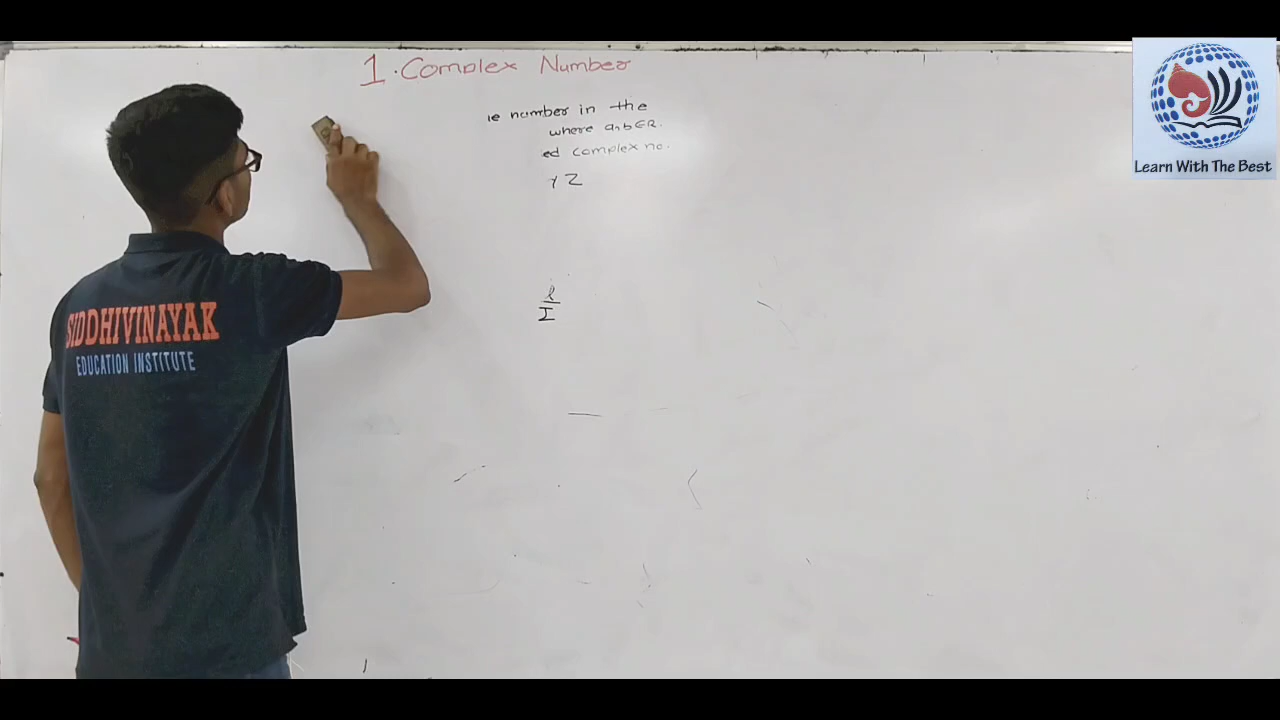 1. Complex Number
ie number in the
where a,b∈R.
ed complex no.
Z
I
SIDDHIVINAYAK
EDUCATION INSTITUTE
Learn With The Best